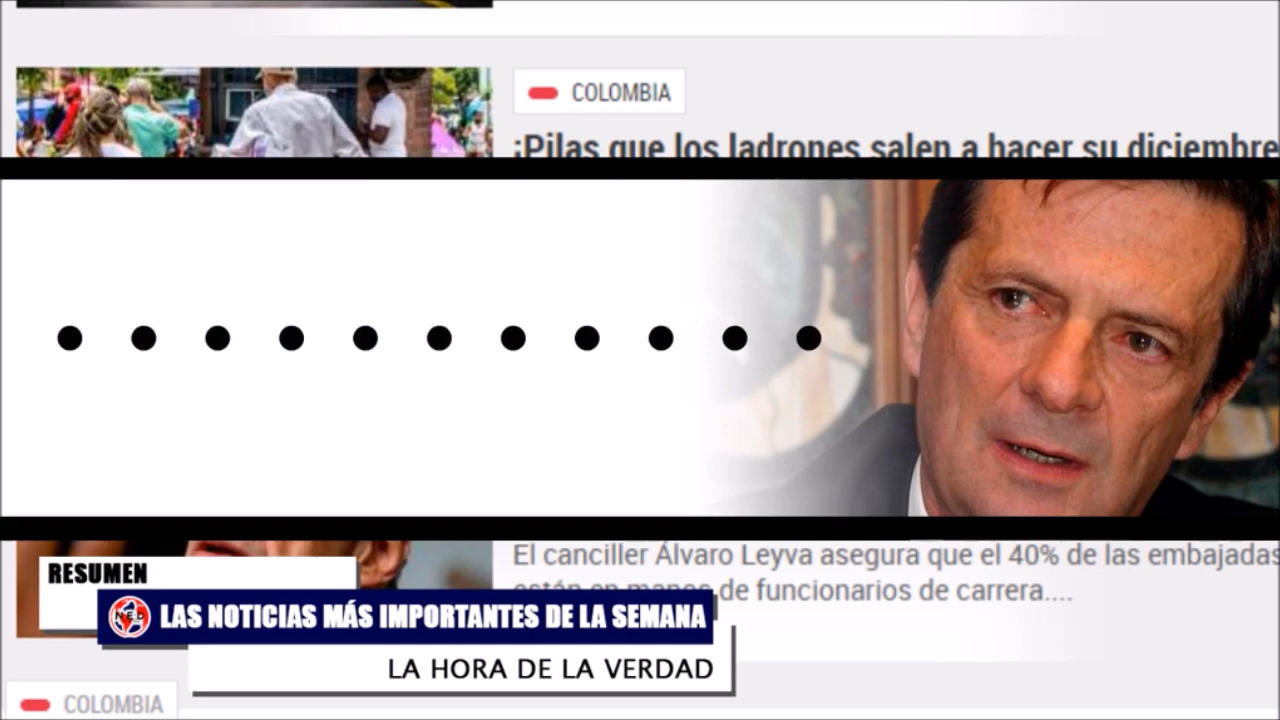 COLOMBIA
¡Pilas que los ladrones salen a hacer su diciembre
El canciller Álvaro Leyva asegura que el 40% de las embajadas
están en manos de funcionarios de carrera....
RESUMEN
LAS NOTICIAS MÁS IMPORTANTES DE LA SEMANA
LA HORA DE LA VERDAD
COLOMBIA